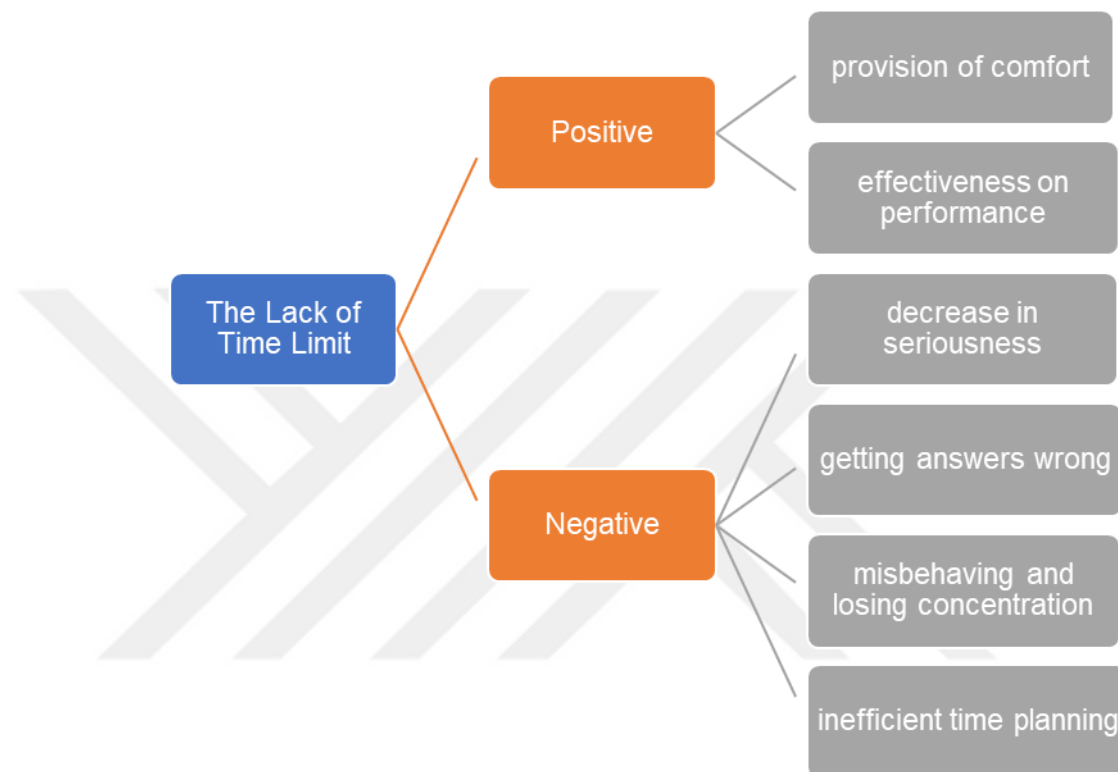 provision of comfort
Positive
effectiveness on
performance
The Lack of
Time Limit
decrease in
seriousness
getting answers wrong
Negative
misbehaving and
losing concentration
inefficient time planning